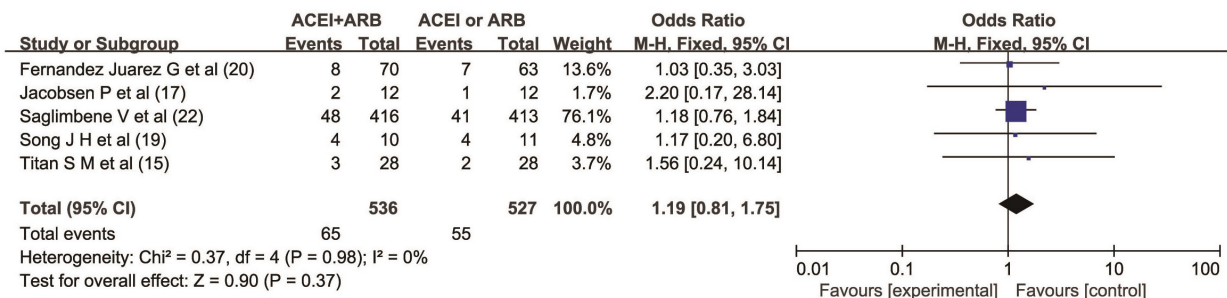 ACEI+ARB ACEI or ARB Odds Ratio Odds Ratio
Study or Subgroup Events Total Events Total Weight M-H, Fixed, 95% CI M-H, Fixed, 95% CI
Fernandez Juarez G et al (20) 8 70 7 63 13.6% 1.03 [0.35, 3.03]
Jacobsen P et al (17) 2 12 1 12 1.7% 2.20 [0.17, 28.14]
Saglimbene V et al (22) 48 416 41 413 76.1% 1.18 [0.76, 1.84]
Song J H et al (19) 4 10 4 11 4.8% 1.17 [0.20, 6.80]
Titan S M et al (15) 3 28 2 28 3.7% 1.56 [0.24, 10.14]
Total (95% CI) 536 527 100.0% 1.19 [0.81, 1.75]
Total events 65 55
Heterogeneity: Chi² = 0.37, df = 4 (P = 0.98); I² = 0%
Test for overall effect: Z = 0.90 (P = 0.37)
0.01 0.1 1 10 100
Favours [experimental] Favours [control]